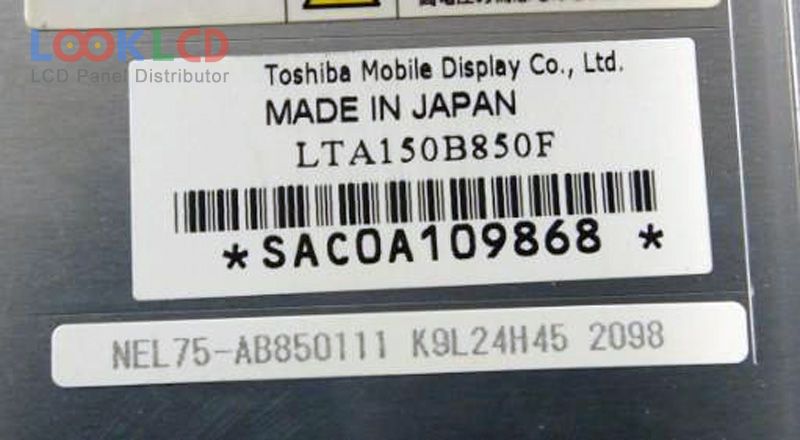 LOOKLCD
LCD Panel Distributor
Toshiba Mobile Display Co., Ltd.
MADE IN JAPAN
LTA150B850F
*SAC0A109868 *
NEL75-AB850111 K9L24H45 2098